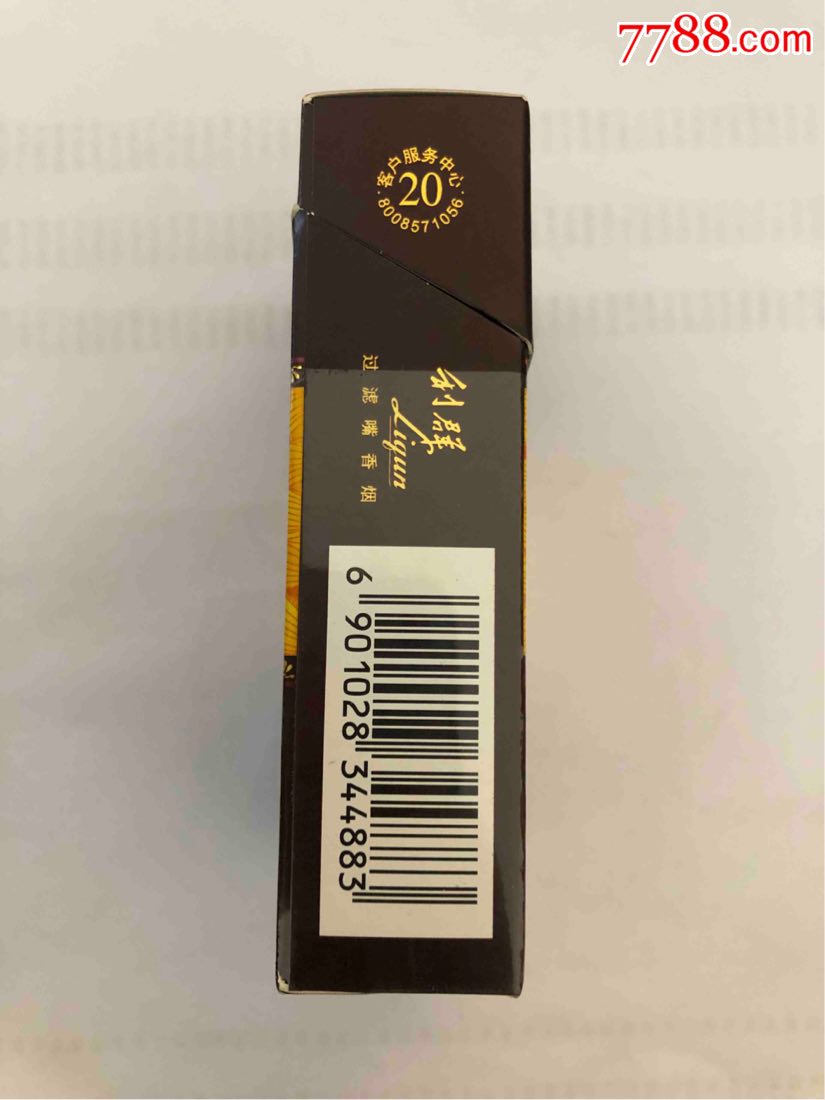 7788.com
客户服务中心
20
8008571056
利群
Liqun
过滤嘴香烟
6 901028 344883